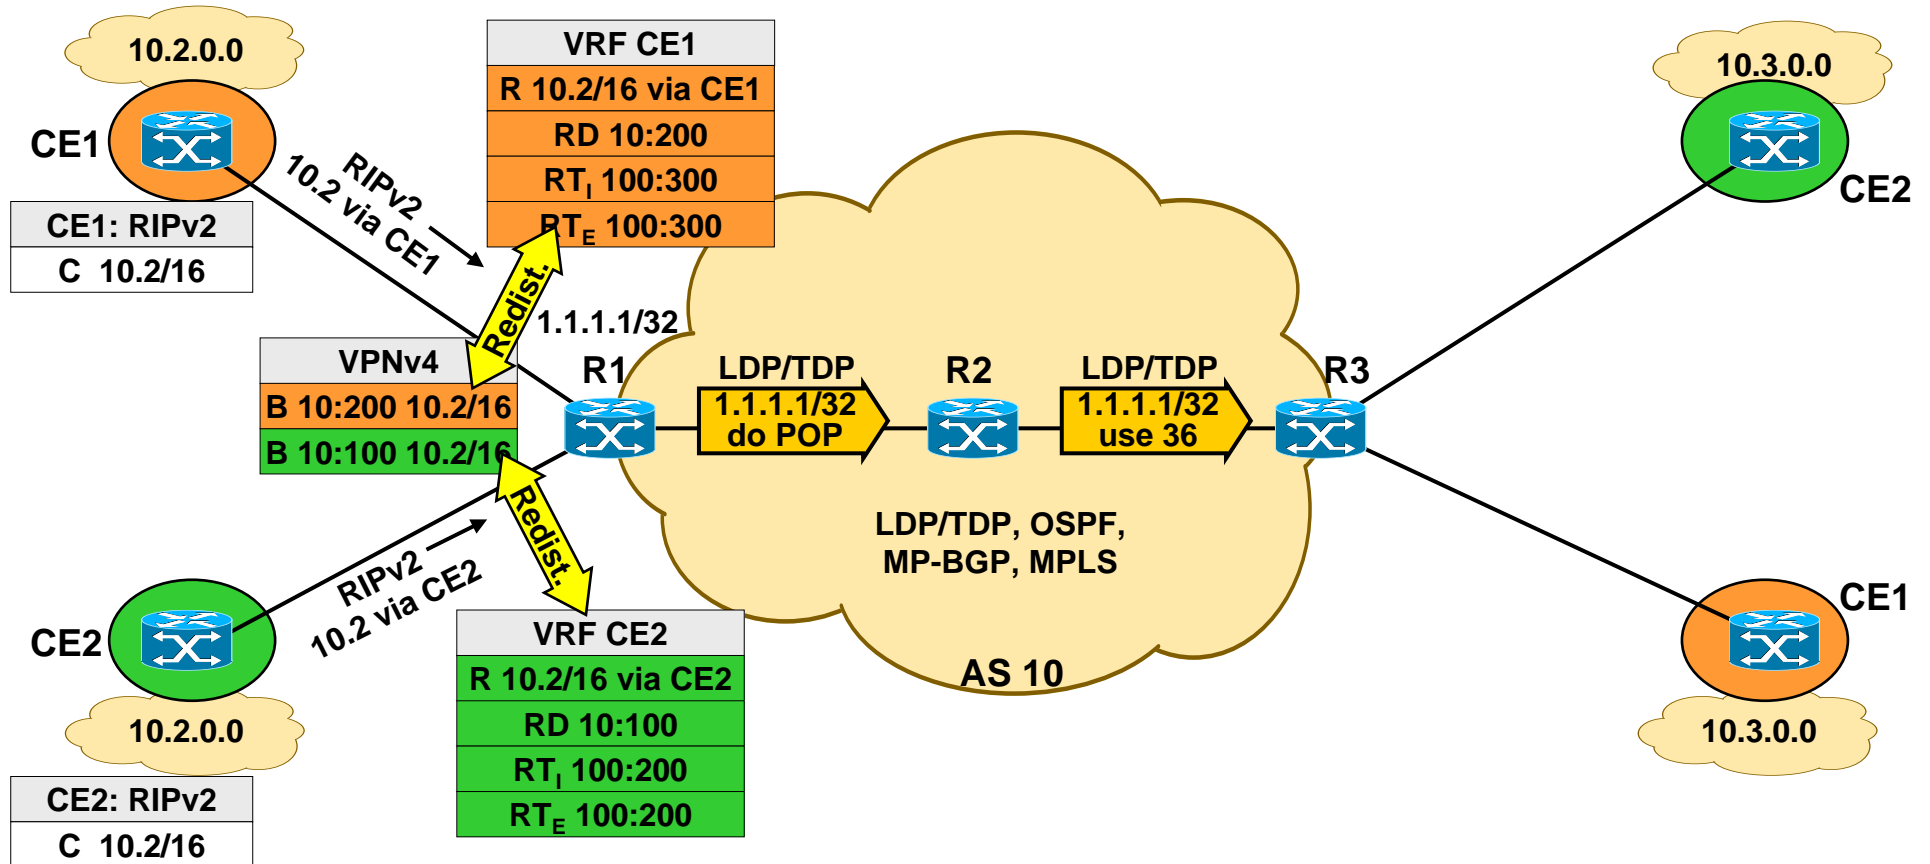 10.2.0.0
CE1
CE1: RIPv2
C 10.2/16
RIPv2
10.2 via CE1
VRF CE1
R 10.2/16 via CE1
RD 10:200
RTI 100:300
RTE 100:300
Redist.
1.1.1.1/32
VPNv4
B 10:200 10.2/16
B 10:100 10.2/16
R1
LDP/TDP
1.1.1.1/32
do POP
R2
LDP/TDP
1.1.1.1/32
use 36
R3
10.3.0.0
CE2
Redist.
RIPv2
10.2 via CE2
LDP/TDP, OSPF,
MP-BGP, MPLS
AS 10
CE2
10.2.0.0
CE2: RIPv2
C 10.2/16
VRF CE2
R 10.2/16 via CE2
RD 10:100
RTI 100:200
RTE 100:200
CE1
10.3.0.0